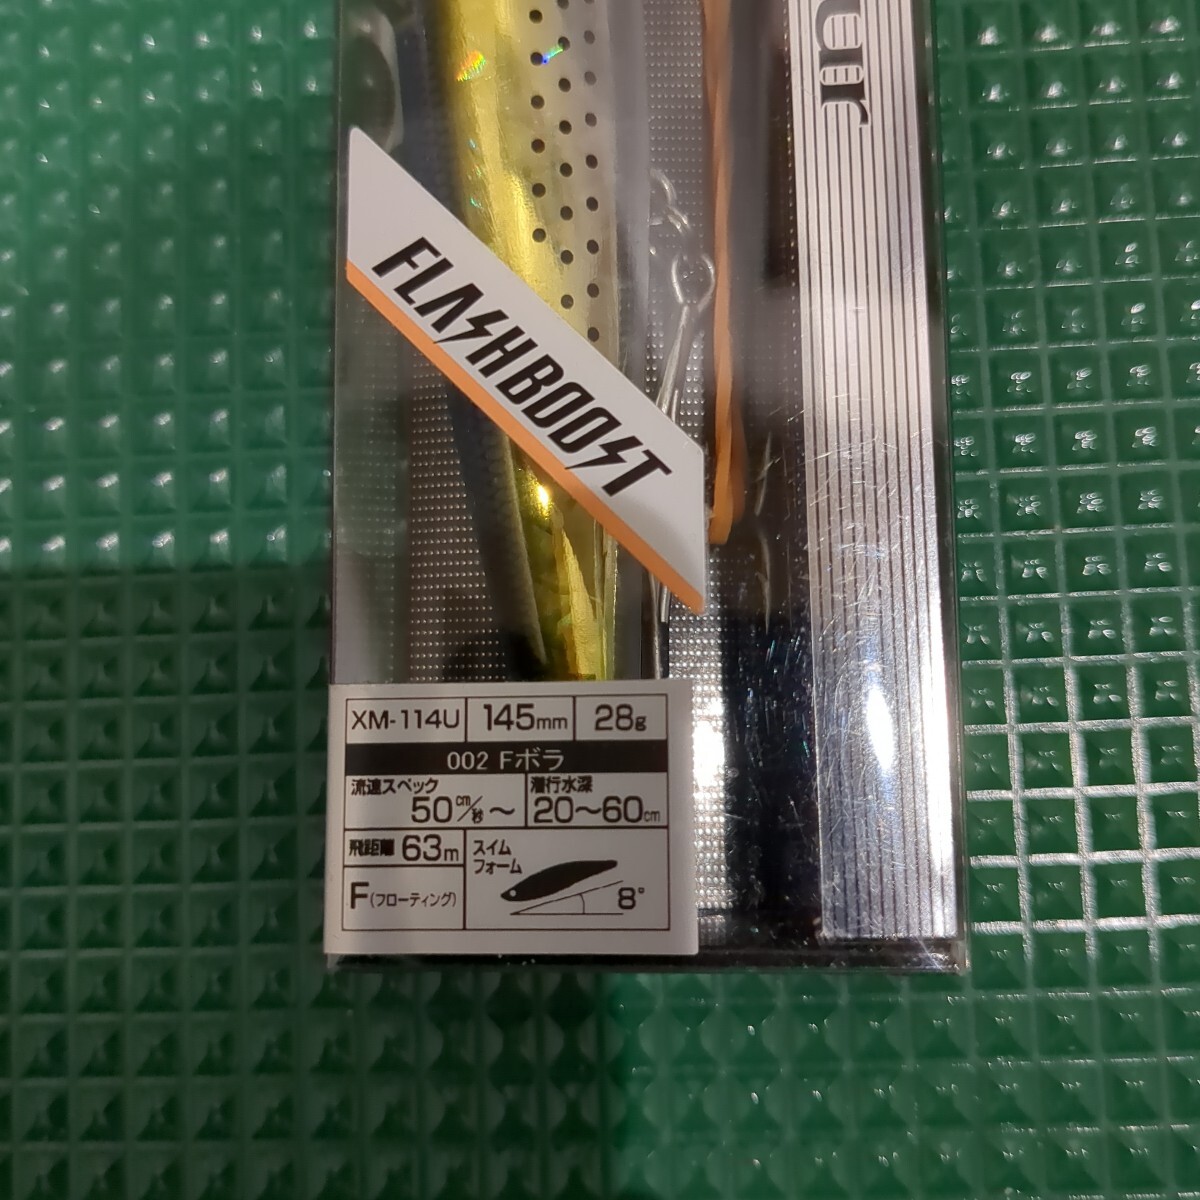 ur
FLASHBOOST
XM-114U 145mm 28g
002 Fボラ
流速スペック 潜行水深
50cm/秒～ 20～60cm
飛距離 63m
スイム
フォーム
F(フローティング) 8°